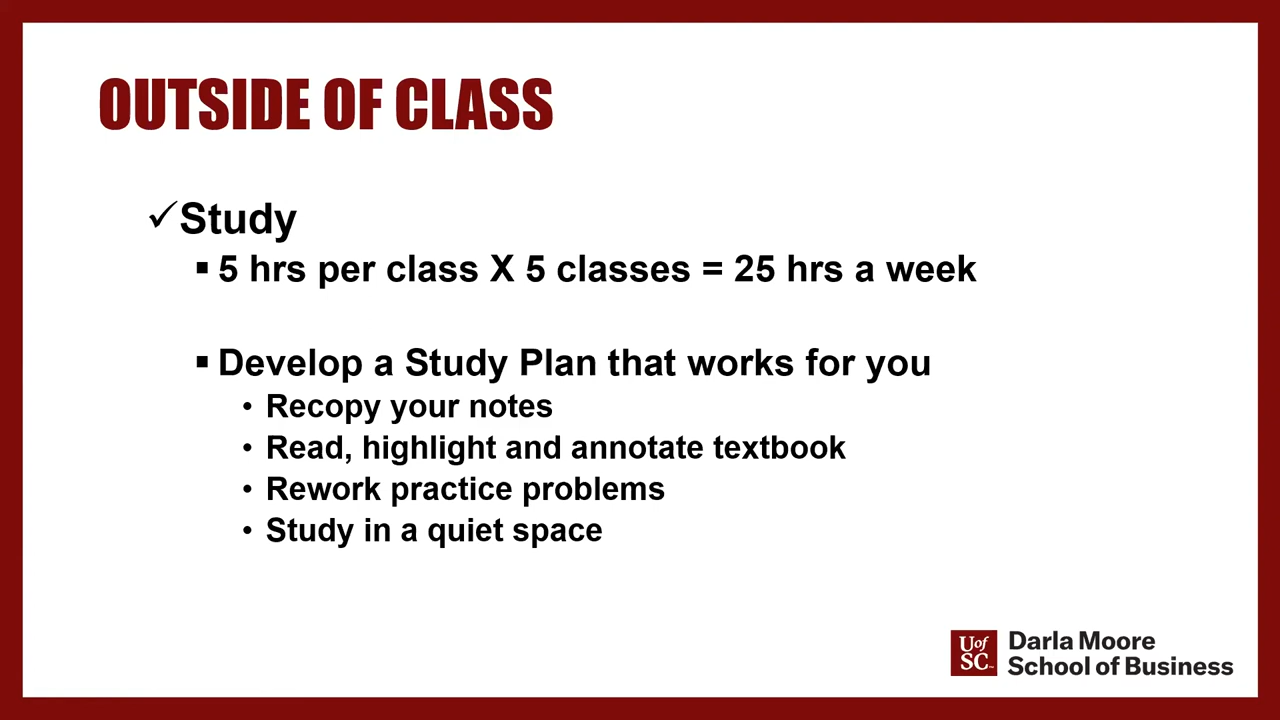 OUTSIDE OF CLASS
✓Study
▪ 5 hrs per class X 5 classes = 25 hrs a week
▪ Develop a Study Plan that works for you
• Recopy your notes
• Read, highlight and annotate textbook
• Rework practice problems
• Study in a quiet space
UofSC
Darla Moore
School of Business